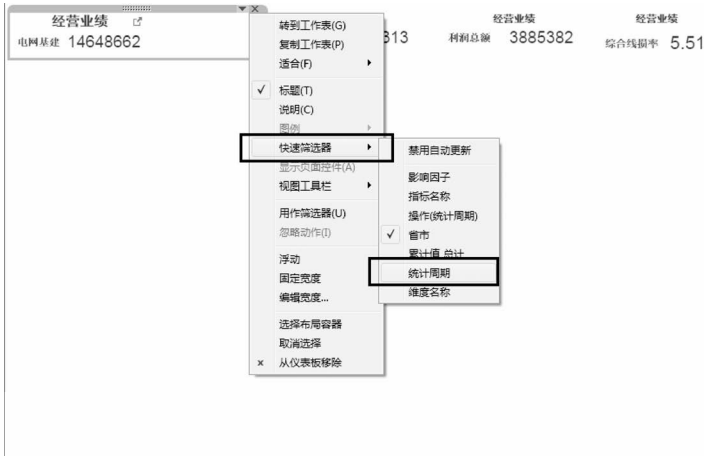 经营业绩
电网基建 14648662
813
经营业绩
利润总额 3885382
经营业绩
综合线损率 5.51
转到工作表(G)
复制工作表(P)
适合(F)
标题(T)
说明(C)
图例
快速筛选器
显示页面控件(A)
视图工具栏
用作筛选器(U)
忽略动作(I)
浮动
固定宽度
编辑宽度...
选择布局容器
取消选择
从仪表板移除
禁用自动更新
影响因子
指标名称
操作(统计周期)
省市
累计值 总计
统计周期
维度名称